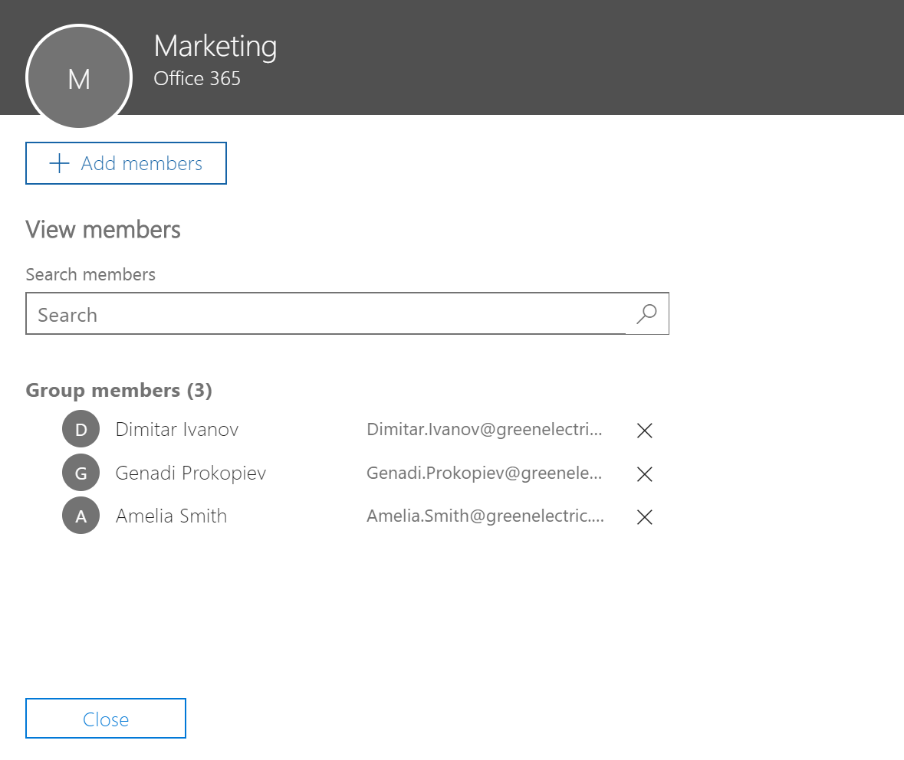 M
Marketing
Office 365
Add members
View members
Search members
Search
Group members (3)
D Dimitar Ivanov Dimitar.Ivanov@greenelectri...
G Genadi Prokopiev Genadi.Prokopiev@greenele...
A Amelia Smith Amelia.Smith@greenelectric....
Close